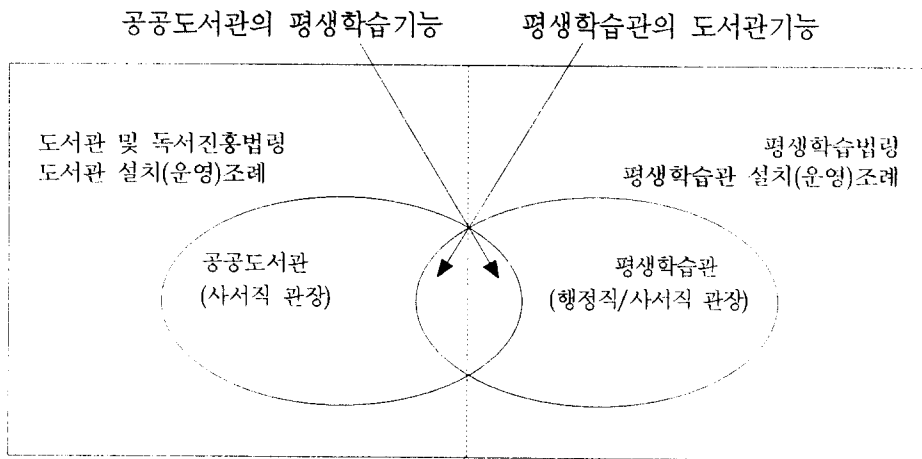 공공도서관의 평생학습기능
평생학습관의 도서관기능
도서관 및 독서진흥법령
도서관 설치(운영)조례
평생학습법령
평생학습관 설치(운영)조례
공공도서관
(사서직 관장)
평생학습관
(행정직/사서직 관장)